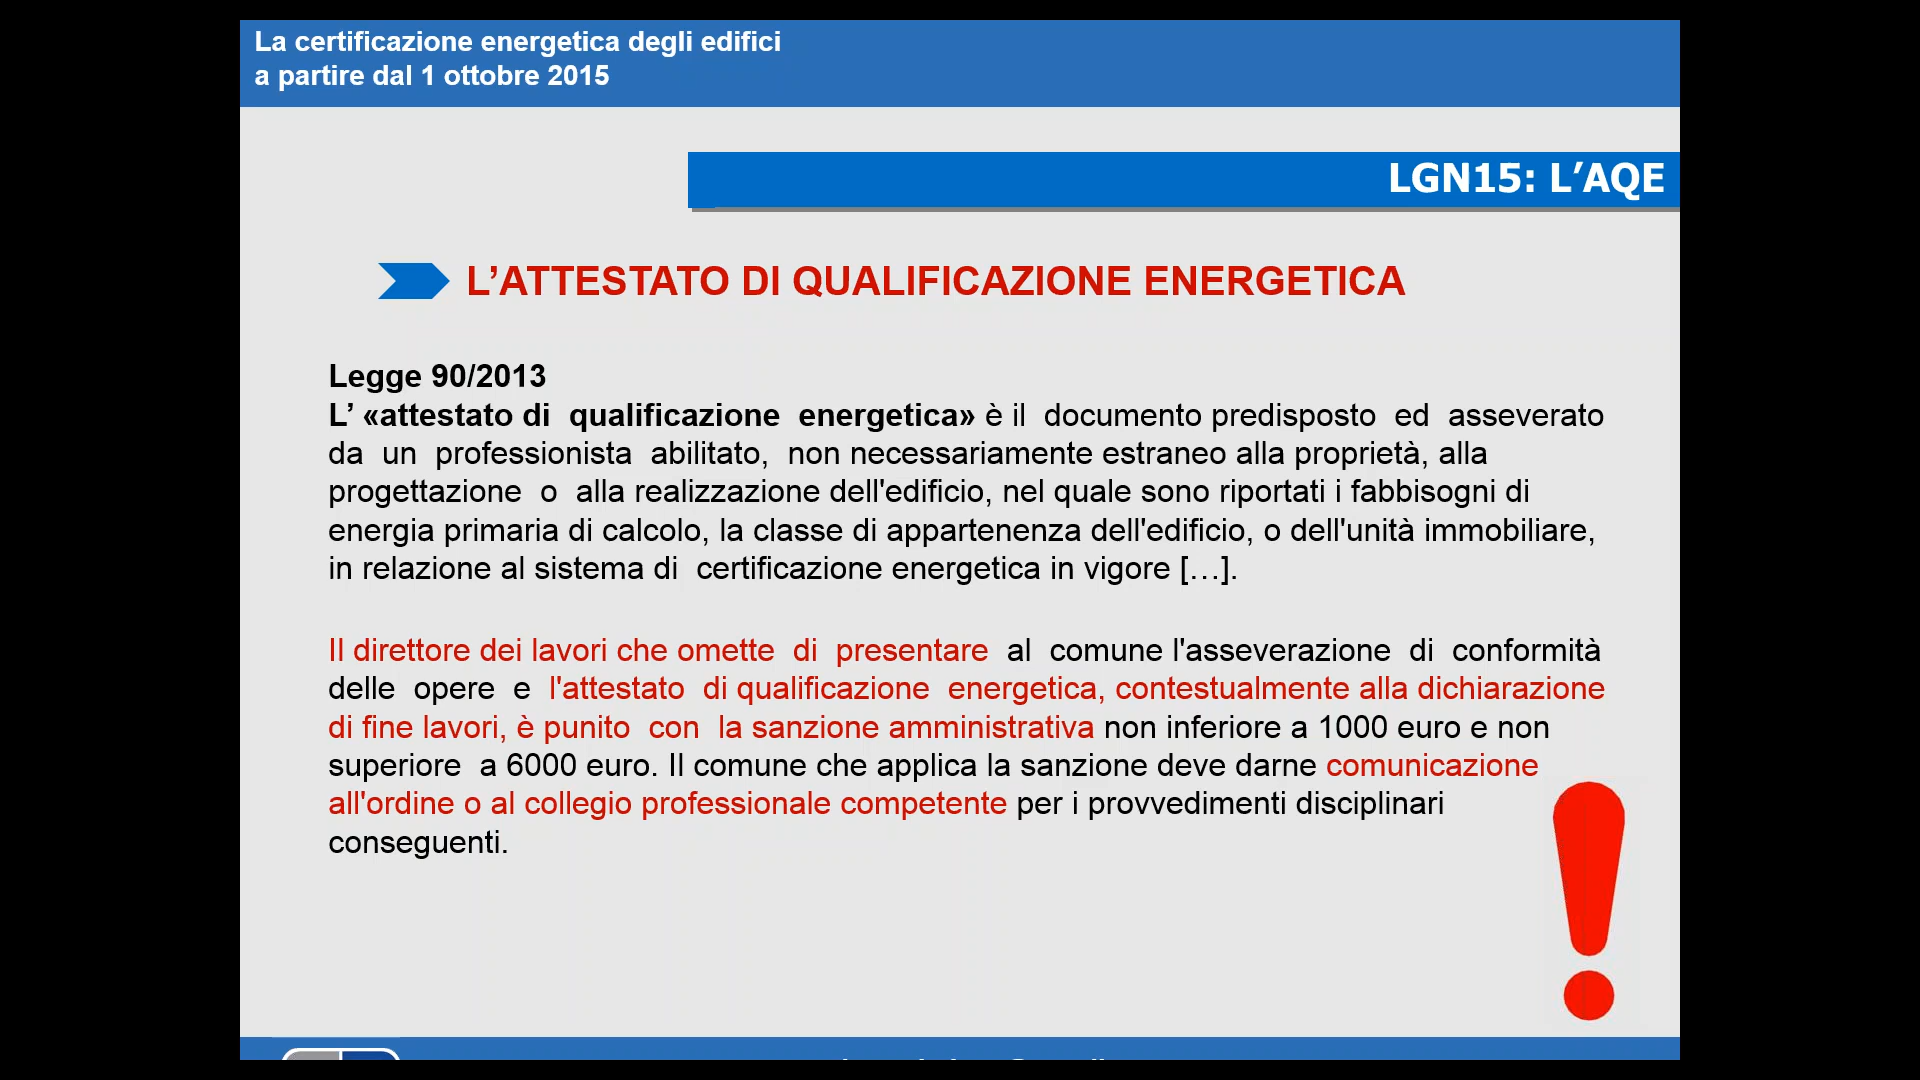 La certificazione energetica degli edifici
a partire dal 1 ottobre 2015
LGN15: L’AQE
L’ATTESTATO DI QUALIFICAZIONE ENERGETICA
Legge 90/2013
L’ «attestato di qualificazione energetica» è il documento predisposto ed asseverato
da un professionista abilitato, non necessariamente estraneo alla proprietà, alla
progettazione o alla realizzazione dell'edificio, nel quale sono riportati i fabbisogni di
energia primaria di calcolo, la classe di appartenenza dell'edificio, o dell'unità immobiliare,
in relazione al sistema di certificazione energetica in vigore […].
Il direttore dei lavori che omette di presentare al comune l'asseverazione di conformità
delle opere e l'attestato di qualificazione energetica, contestualmente alla dichiarazione
di fine lavori, è punito con la sanzione amministrativa non inferiore a 1000 euro e non
superiore a 6000 euro. Il comune che applica la sanzione deve darne comunicazione
all'ordine o al collegio professionale competente per i provvedimenti disciplinari
conseguenti.